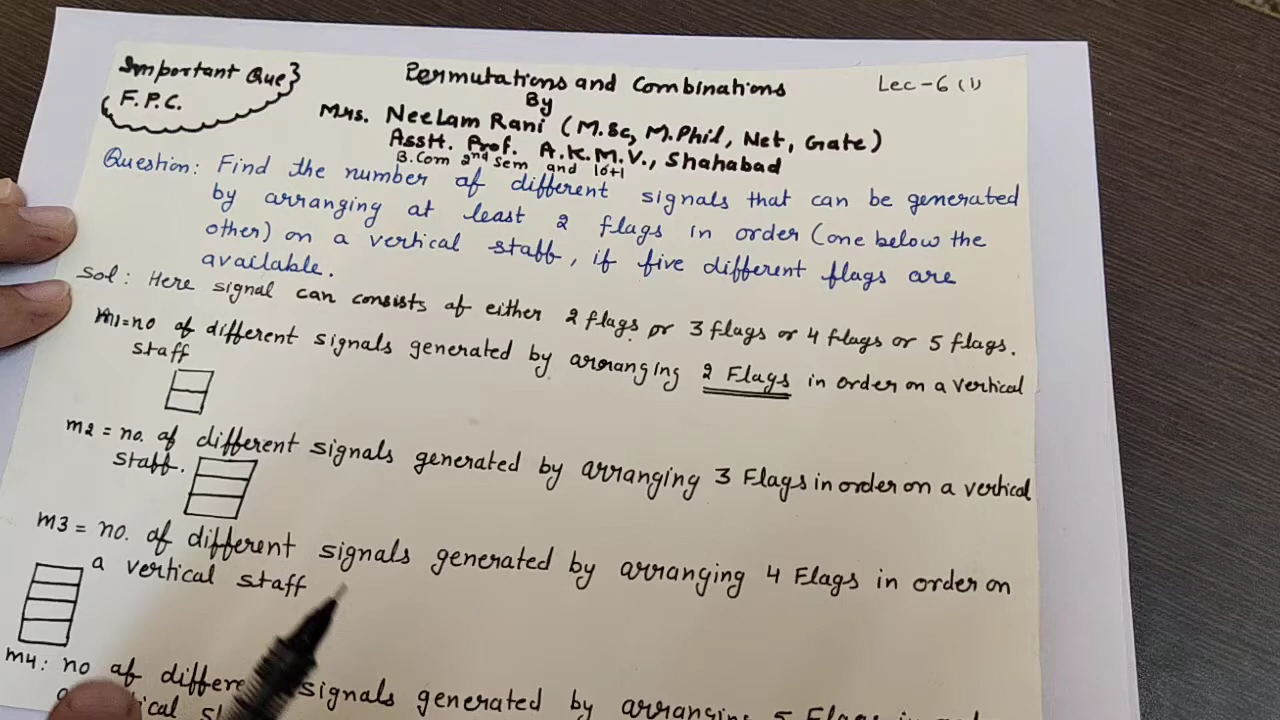 Important Que
F.P.C.
Permutations and Combinations
Lec-6(1)
By
Mrs. Neelam Rani (M.Sc, M.Phil, Net, Gate)
Asstt. Prof. A.K.M.V., Shahabad
B.Com 2nd Sem and 10+1
Question: Find the number of different signals that can be generated
by arranging at least 2 flags in order (one below the
other) on a vertical staff, if five different flags are
available.
Sol: Here signal can consists of either 2 flags or 3 flags or 4 flags or 5 flags.
m1=no of different signals generated by arranging 2 Flags in order on a vertical
staff
m2 = no. of different signals generated by arranging 3 Flags in order on a vertical
staff.
m3 = no. of different signals generated by arranging 4 Flags in order on
a vertical staff
m4: no of signals generated by arranging 5 Flags in